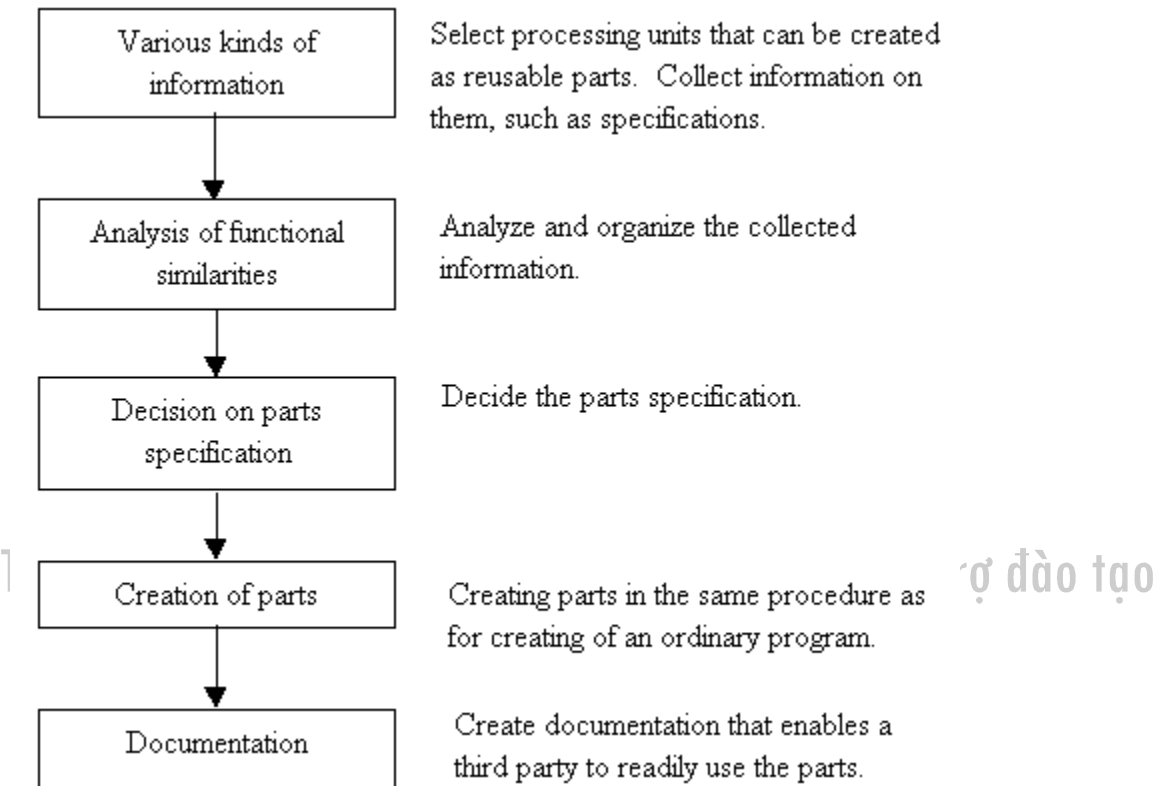 Various kinds of
information
Select processing units that can be created
as reusable parts. Collect information on
them, such as specifications.
Analysis of functional
similarities
Analyze and organize the collected
information.
Decision on parts
specification
Decide the parts specification.
Creation of parts
Creating parts in the same procedure as
for creating of an ordinary program.
đào tạo
Documentation
Create documentation that enables a
third party to readily use the parts.